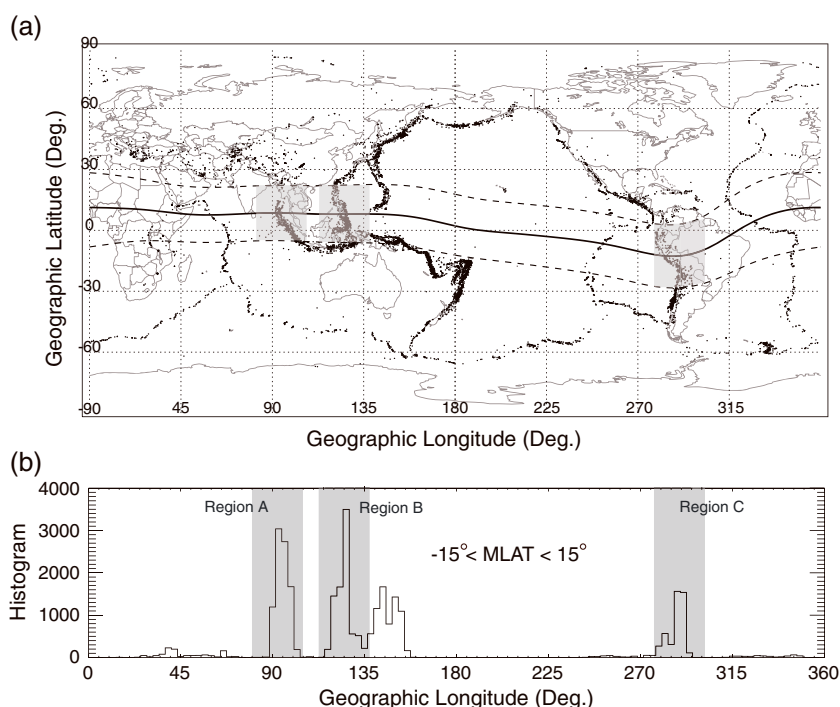 (a)
90
60
30
0
-30
-60
-90
Geographic Latitude (Deg.)
45 90 135 180 225 270 315
Geographic Longitude (Deg.)
(b)
4000
3000
2000
1000
0
Histogram
Region A Region B Region C
-15°< MLAT < 15°
0 45 90 135 180 225 270 315 360
Geographic Longitude (Deg.)